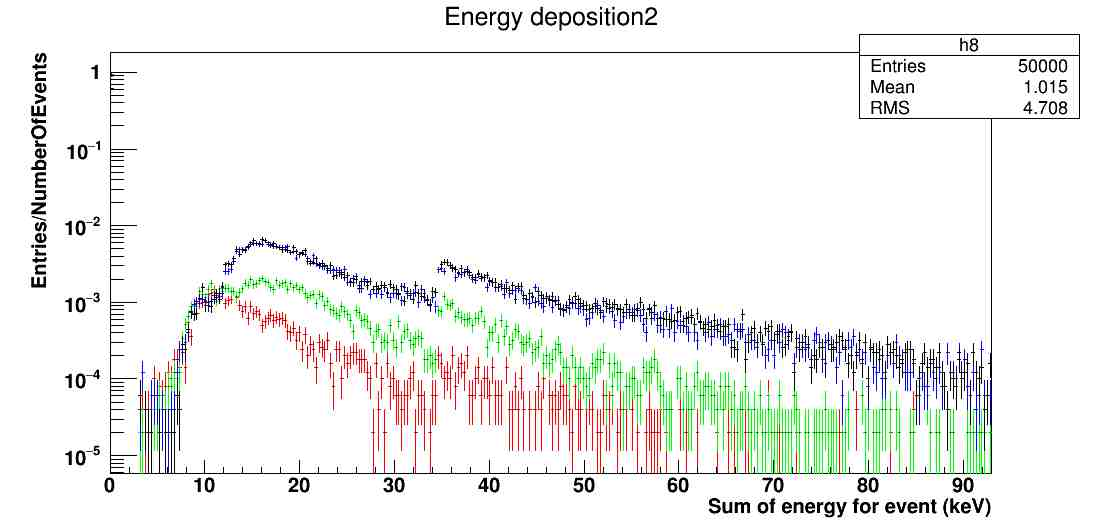 Energy deposition2
h8
Entries 50000
Mean 1.015
RMS 4.708
Entries/NumberOfEvents
1
10⁻¹
10⁻²
10⁻³
10⁻⁴
10⁻⁵
0 10 20 30 40 50 60 70 80 90
Sum of energy for event (keV)